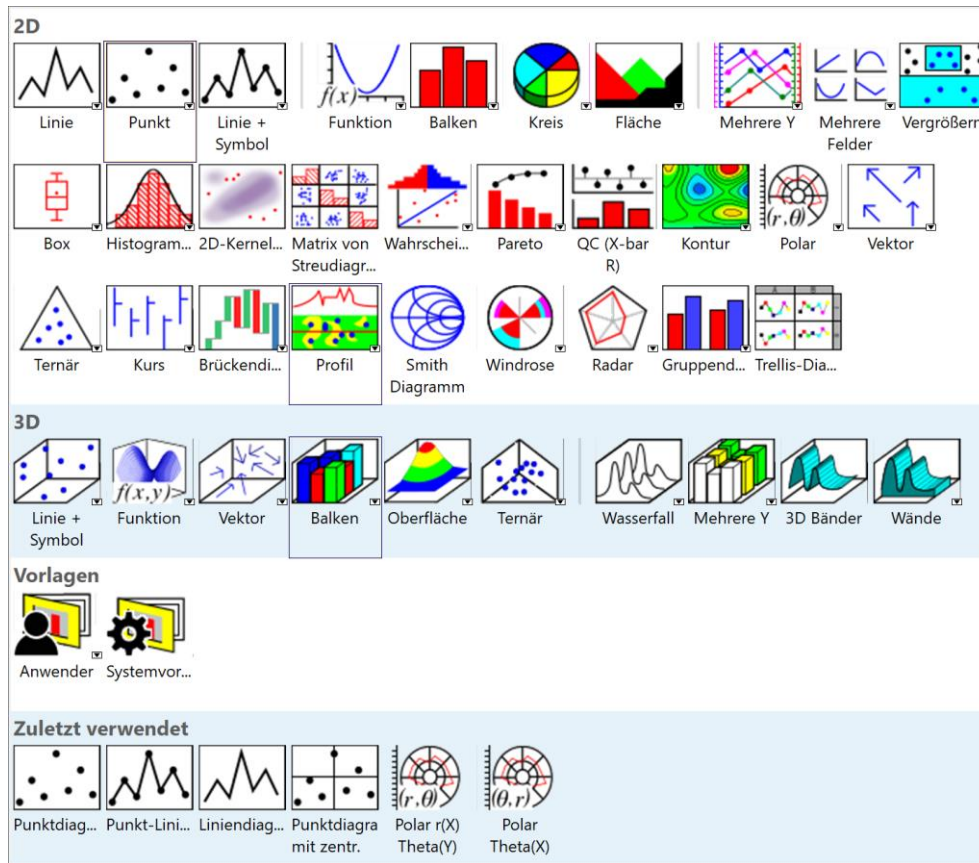 2D
Linie
Punkt
Linie +
Symbol
f(x)
Funktion
Balken
Kreis
Fläche
Mehrere Y
Mehrere
Felder
Vergrößern
Box
Histogram...
2D-Kernel...
Matrix von
Streudiagr...
Wahrschei...
Pareto
QC (X-bar
R)
Kontur
(r,θ)
Polar
Vektor
Ternär
Kurs
Brückendi...
Profil
Smith
Diagramm
Windrose
Radar
Gruppend...
A B
Trellis-Dia...
3D
Linie +
Symbol
f(x,y)
Funktion
Vektor
Balken
Oberfläche
Ternär
Wasserfall
Mehrere Y
3D Bänder
Wände
Vorlagen
Anwender
Systemvor...
Zuletzt verwendet
Punktdiag...
Punkt-Lini...
Liniendiag...
Punktdiagra
mit zentr.
(r,θ)
Polar r(X)
Theta(Y)
(θ,r)
Polar
Theta(X)